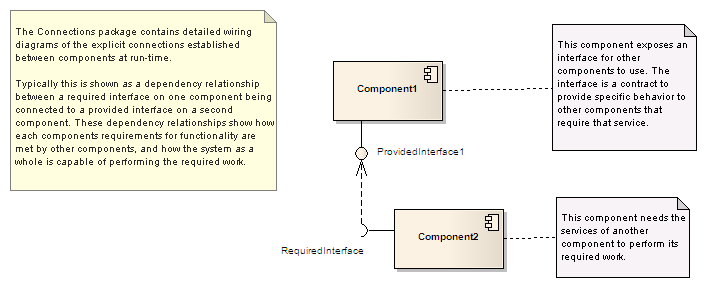 The Connections package contains detailed wiring
diagrams of the explicit connections established
between components at run-time.
Typically this is shown as a dependency relationship
between a required interface on one component being
connected to a provided interface on a second
component. These dependency relationships show how
each components requirements for functionality are
met by other components, and how the system as a
whole is capable of performing the required work.
Component1
This component exposes an
interface for other
components to use. The
interface is a contract to
provide specific behavior to
other components that
require that service.
ProvidedInterface1
RequiredInterface
Component2
This component needs the
services of another
component to perform its
required work.